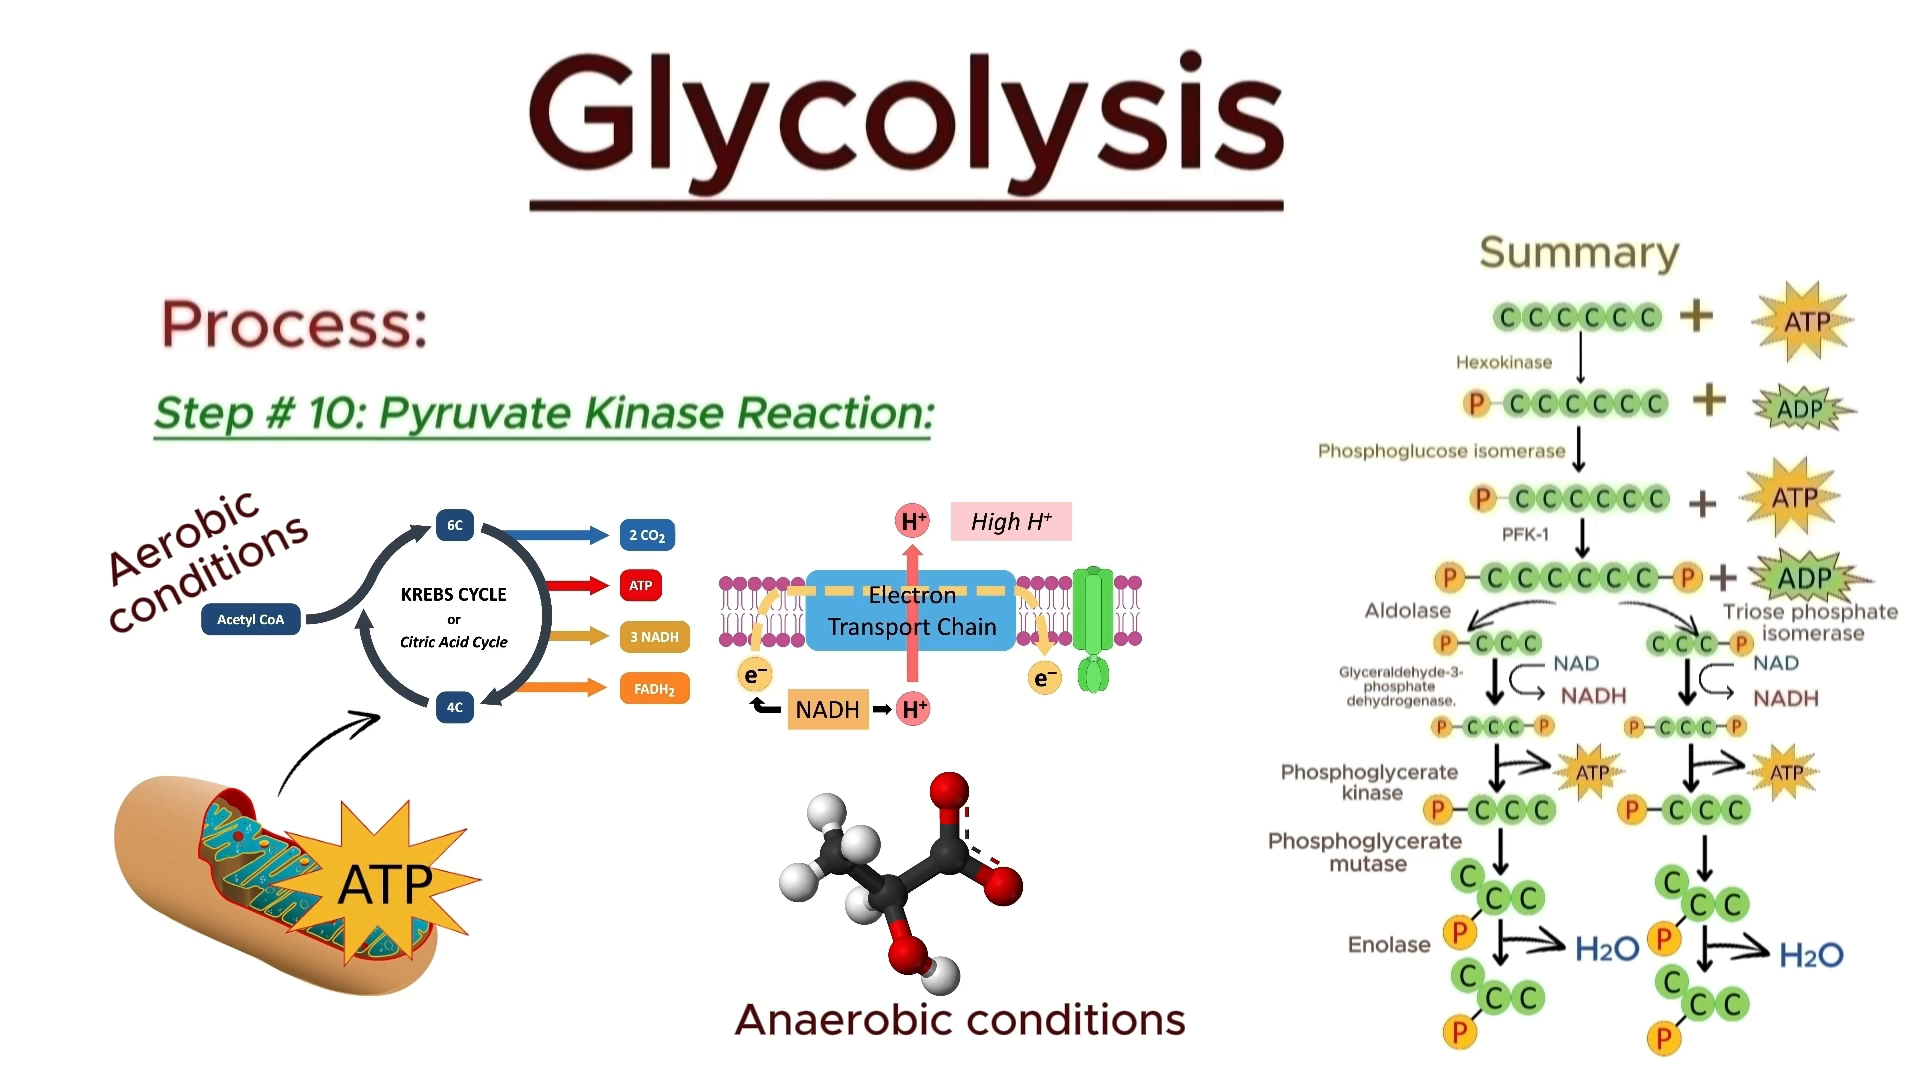 Glycolysis
Process:
Step # 10: Pyruvate Kinase Reaction:
Aerobic
conditions
Acetyl CoA
6C
KREBS CYCLE
or
Citric Acid Cycle
4C
2 CO₂
ATP
3 NADH
FADH₂
ATP
H⁺
High H⁺
Electron
Transport Chain
e⁻
e⁻
NADH
H⁺
Anaerobic conditions
Summary
C C C C C C + ATP
Hexokinase
P C C C C C C + ADP
Phosphoglucose isomerase
P C C C C C C + ATP
PFK-1
P C C C C C C P + ADP
Aldolase
Triose phosphate
isomerase
P C C C
C C C P
Glyceraldehyde-3-
phosphate
dehydrogenase.
NAD
NADH
NAD
NADH
P C C C P
P C C C P
Phosphoglycerate
kinase
ATP
ATP
P C C C
P C C C
Phosphoglycerate
mutase
C
C C
P
C
C C
P
Enolase
H2O
H2O
C
C C
P
C
C C
P